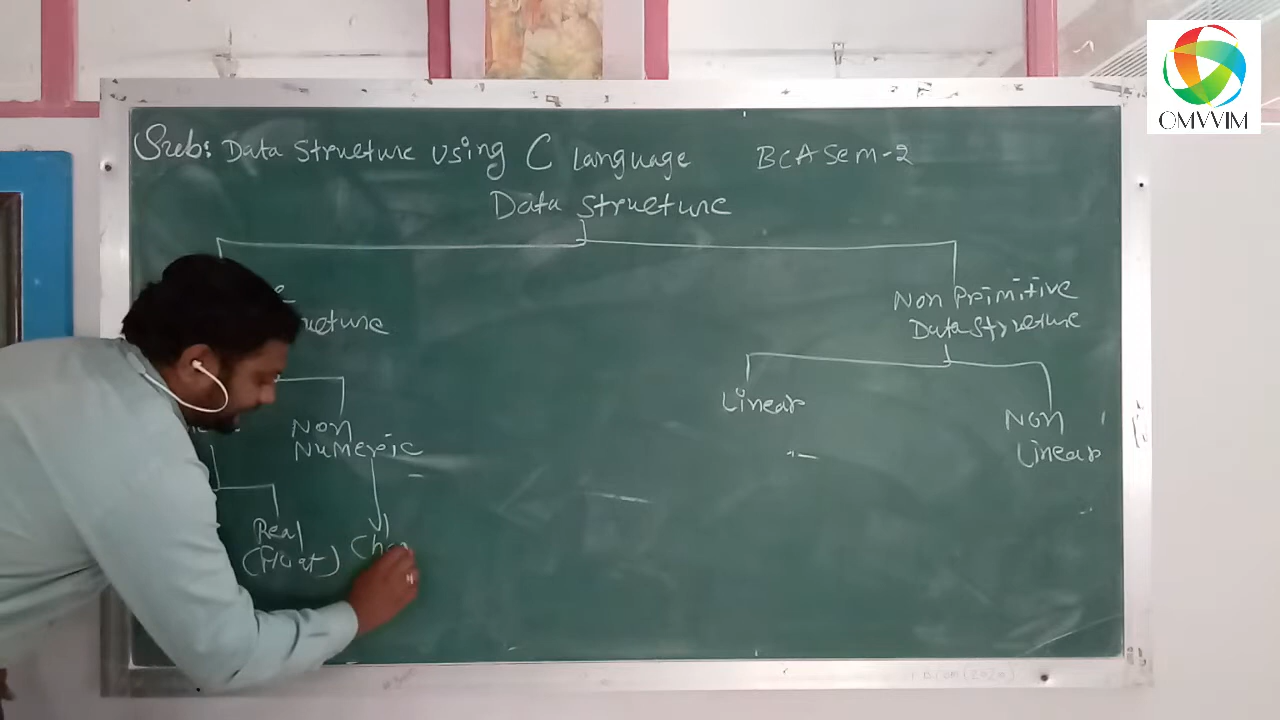 OMVVIM
Sub: Data Structure Using C Language BCA Sem-2
Data Structure
Non Primitive
Data Structure
Linear
Non
Linear
Non
Numeric
Real
(Float)